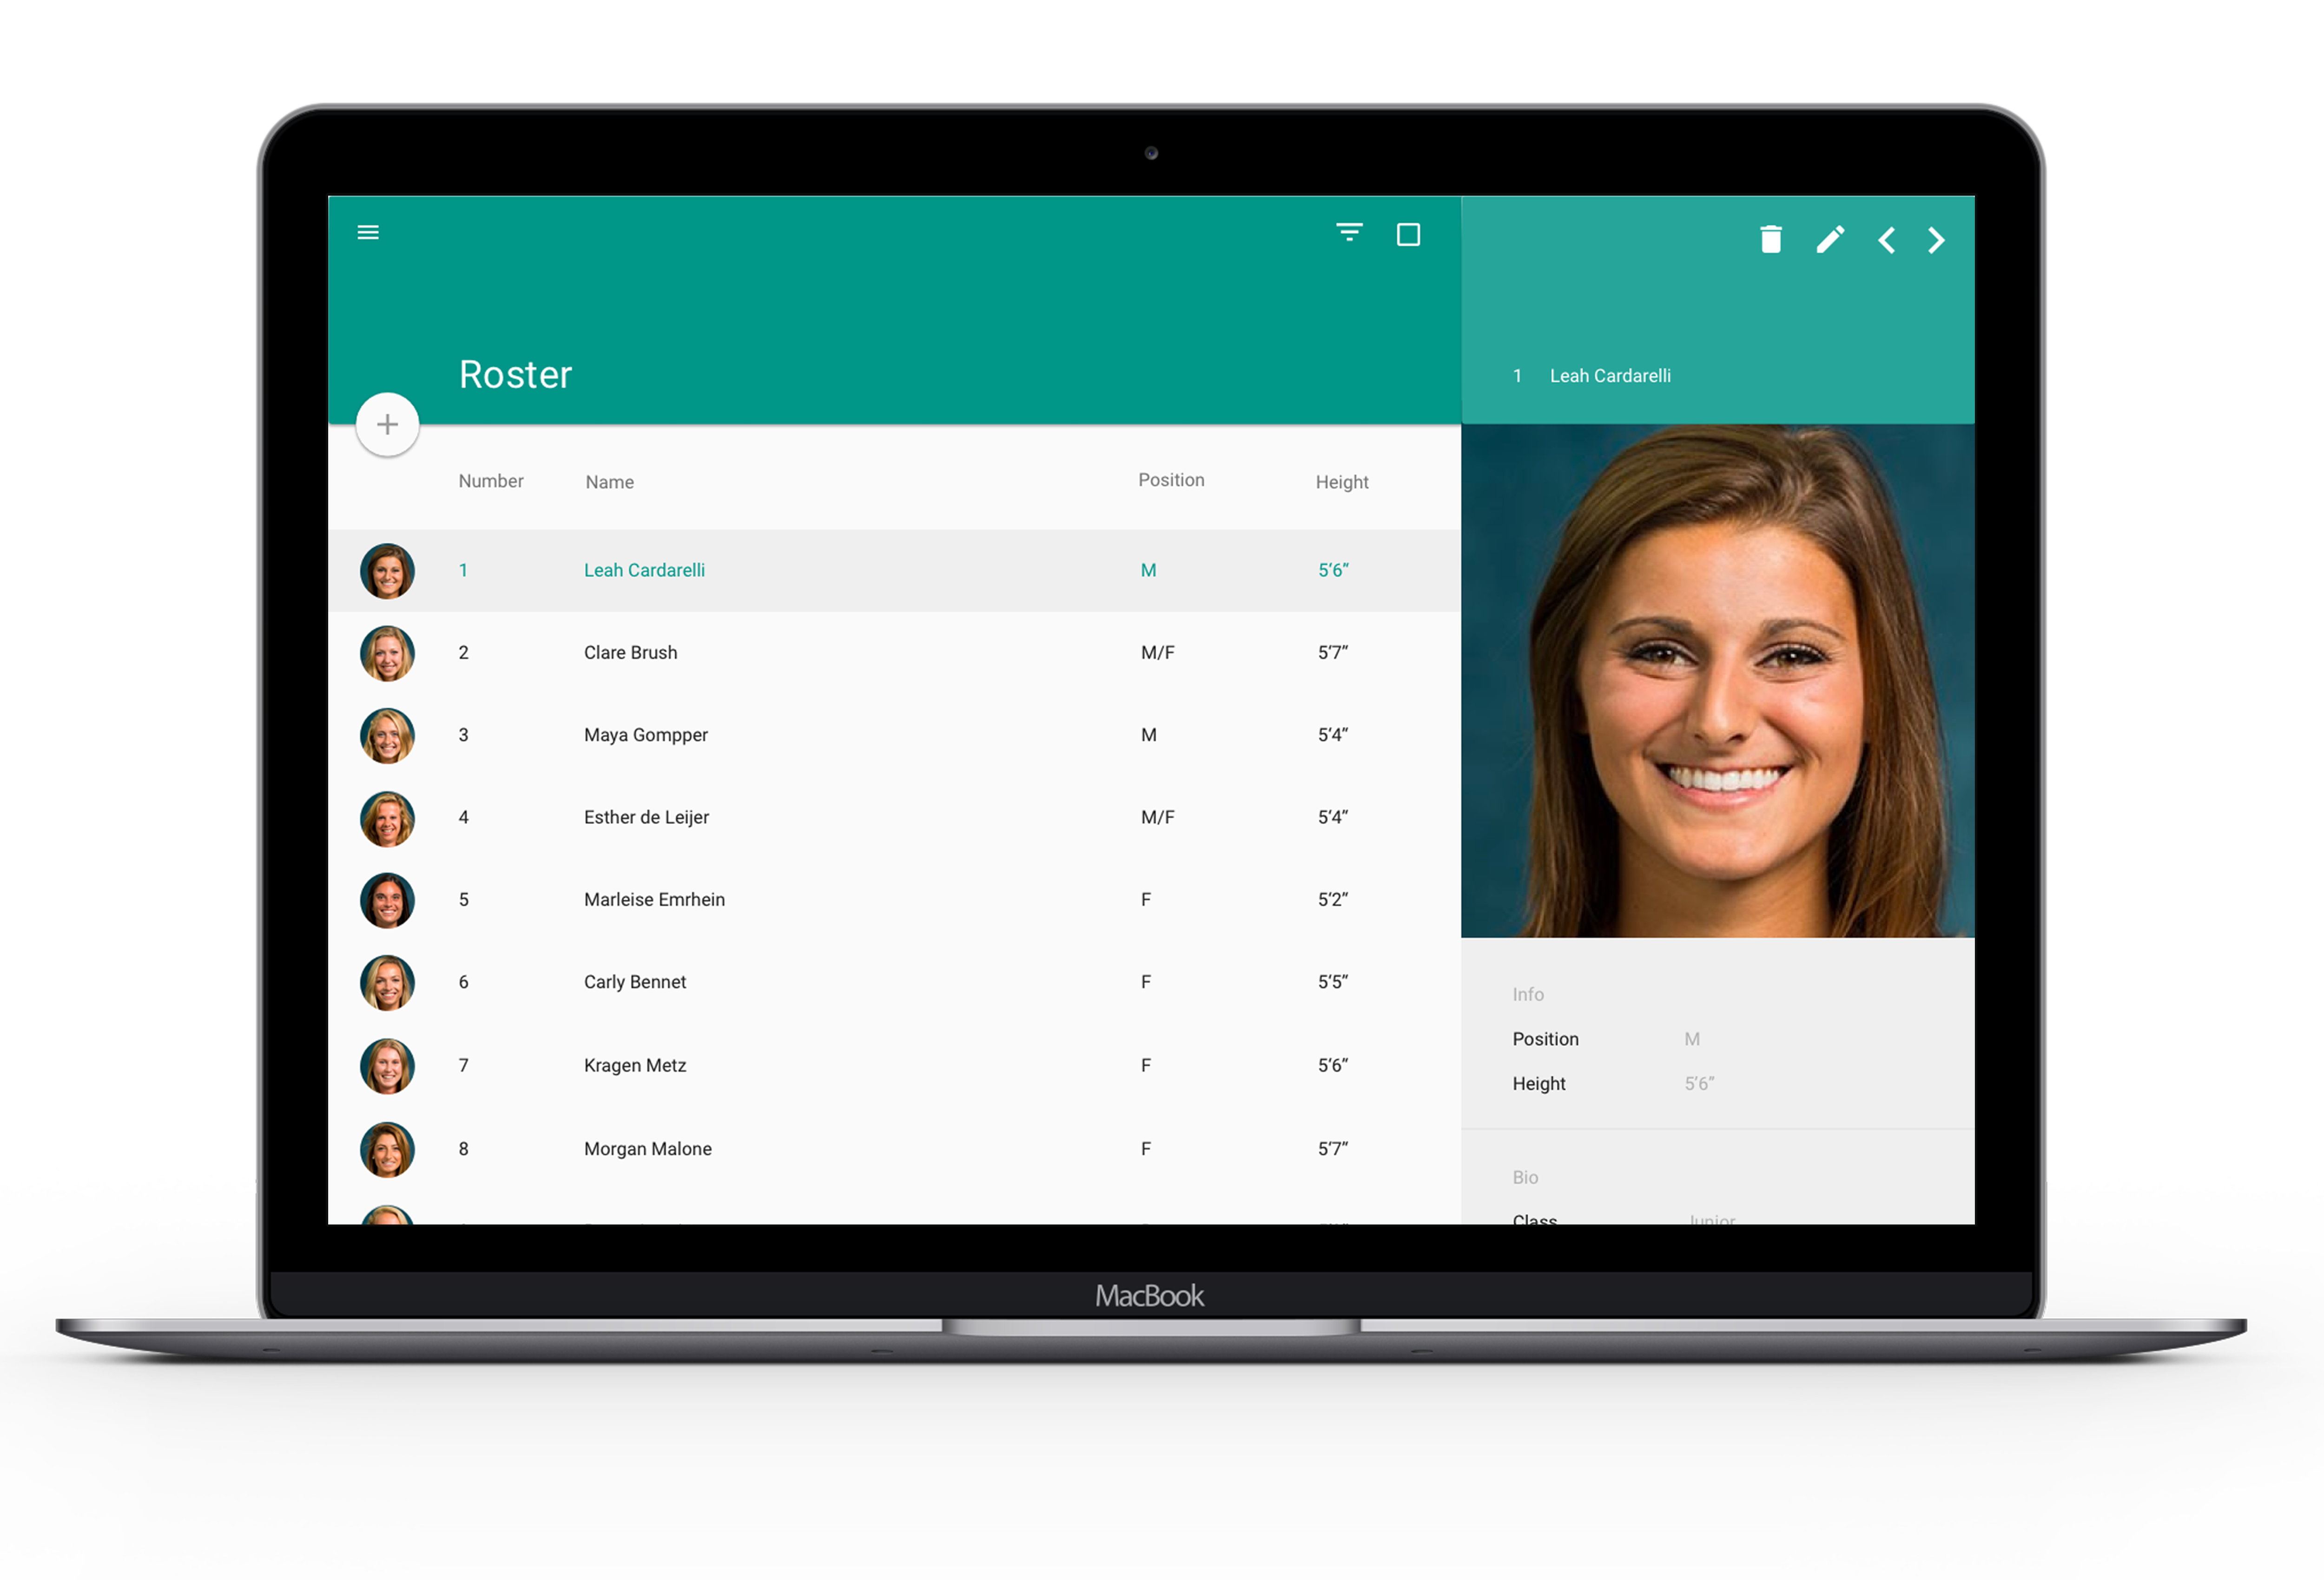 Roster
1 Leah Cardarelli
Number Name Position Height
1 Leah Cardarelli M 5‘6”
2 Clare Brush M/F 5‘7”
3 Maya Gompper M 5‘4”
4 Esther de Leijer M/F 5‘4”
5 Marleise Emrhein F 5‘2”
6 Carly Bennet F 5‘5”
7 Kragen Metz F 5‘6”
8 Morgan Malone F 5‘7”
Info
Position M
Height 5‘6”
Bio
Class Junior
MacBook